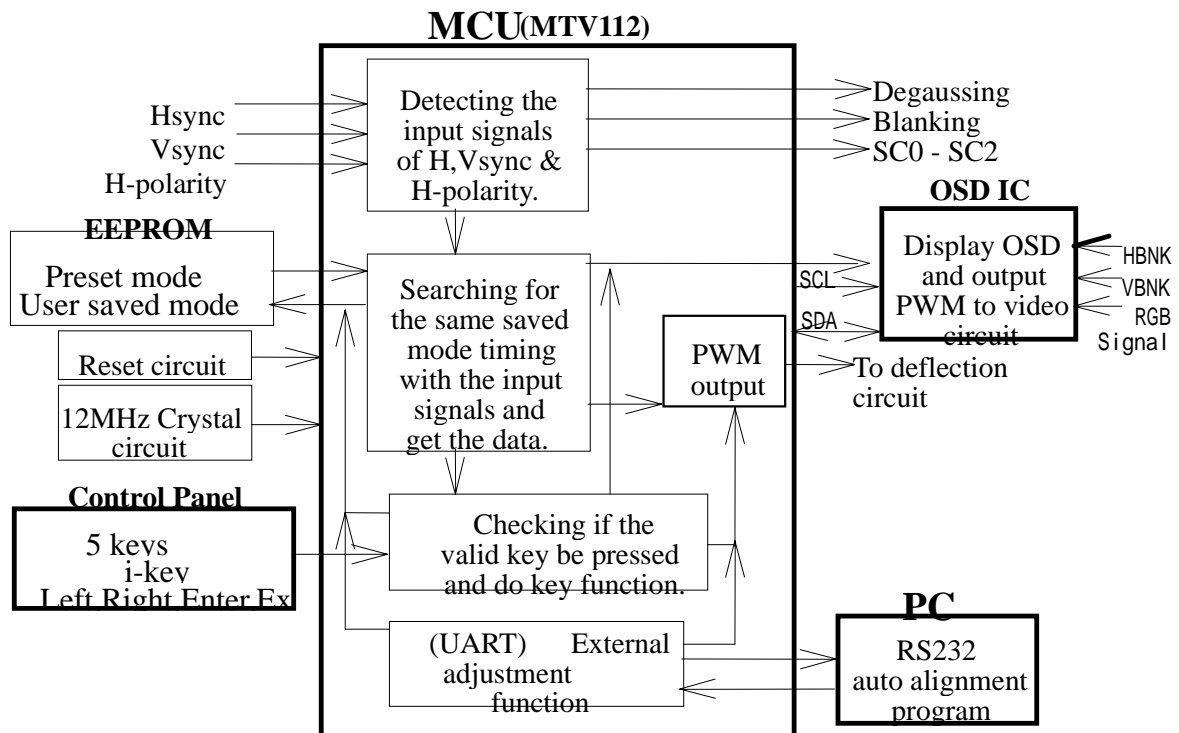 MCU(MTV112)
Detecting the
input signals
of H,Vsync &
H-polarity.
Hsync
Vsync
H-polarity
Degaussing
Blanking
SC0 - SC2
EEPROM
Preset mode
User saved mode
Reset circuit
12MHz Crystal
circuit
Searching for
the same saved
mode timing
with the input
signals and
get the data.
PWM
output
OSD IC
Display OSD
and output
PWM to video
circuit
SCL
SDA
HBNK
VBNK
RGB
Signal
To deflection
circuit
Control Panel
5 keys
i-key
Left Right Enter Ex
Checking if the
valid key be pressed
and do key function.
(UART) External
adjustment
function
PC
RS232
auto alignment
program